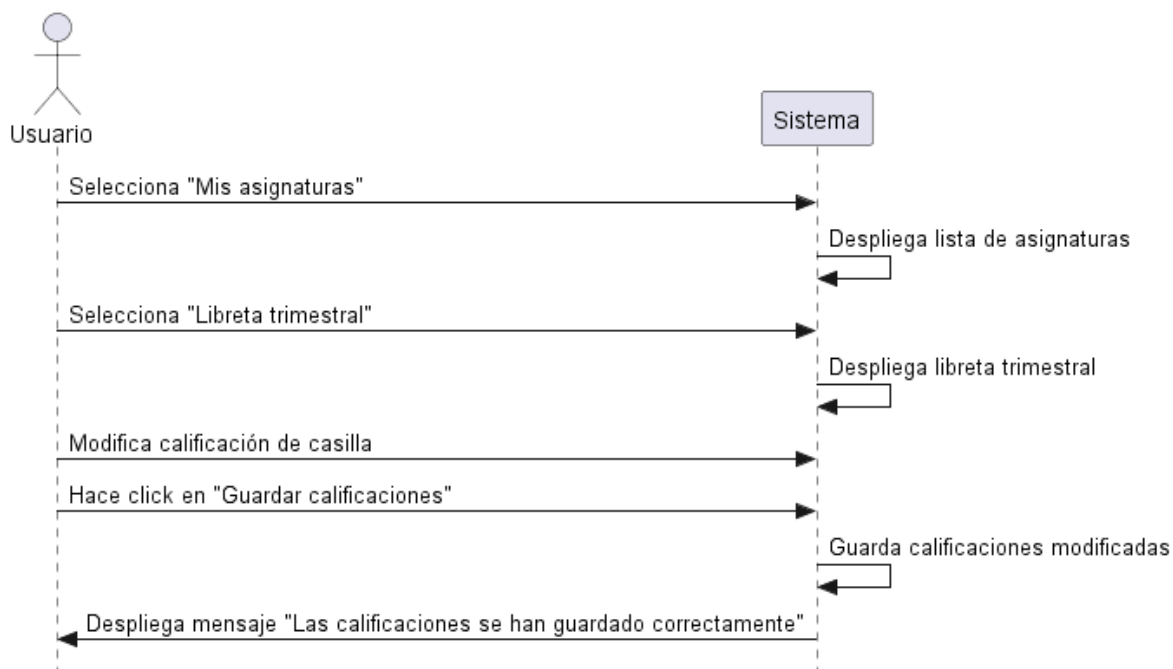 Usuario
Sistema
Selecciona "Mis asignaturas"
Despliega lista de asignaturas
Selecciona "Libreta trimestral"
Despliega libreta trimestral
Modifica calificación de casilla
Hace click en "Guardar calificaciones"
Guarda calificaciones modificadas
Despliega mensaje "Las calificaciones se han guardado correctamente"